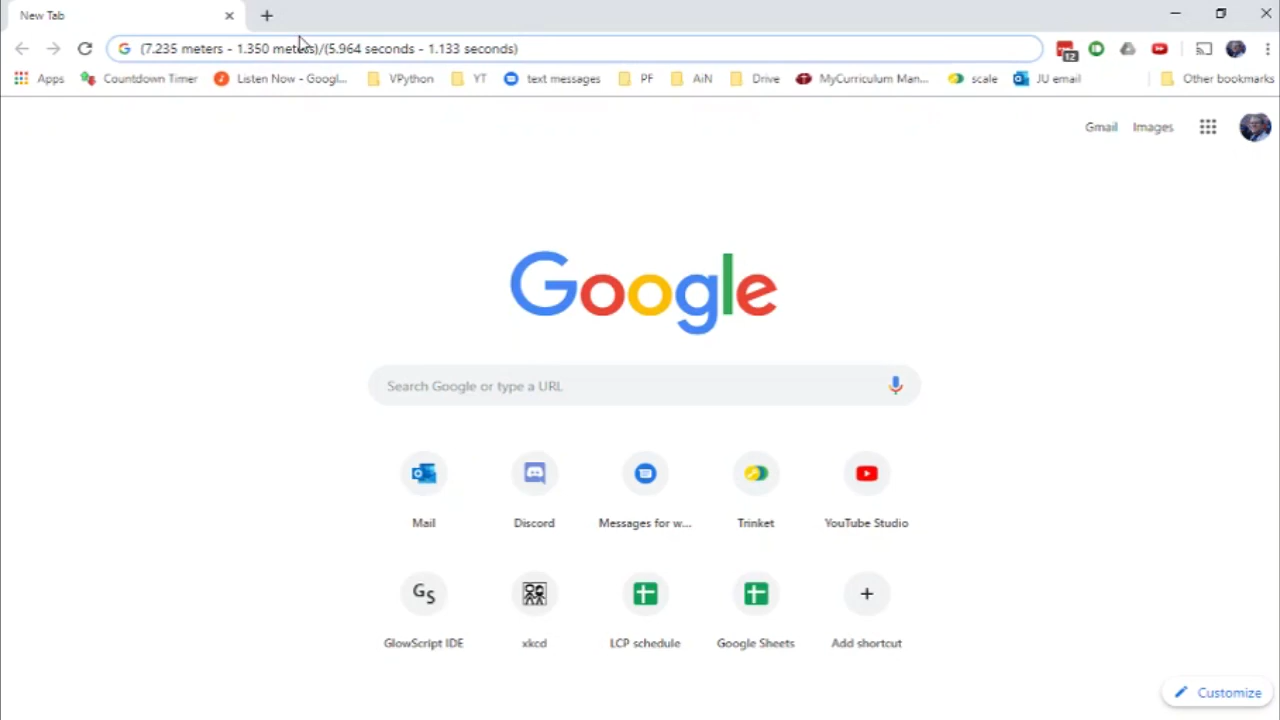 New Tab
(7.235 meters - 1.350 meters)/(5.964 seconds - 1.133 seconds)
12
Apps Countdown Timer Listen Now - Googl... VPython YT text messages PF AiN Drive MyCurriculum Man... scale JU email Other bookmarks
Gmail Images
Google
Search Google or type a URL
Mail Discord Messages for w... Trinket YouTube Studio
GS
GlowScript IDE xkcd LCP schedule Google Sheets Add shortcut
Customize